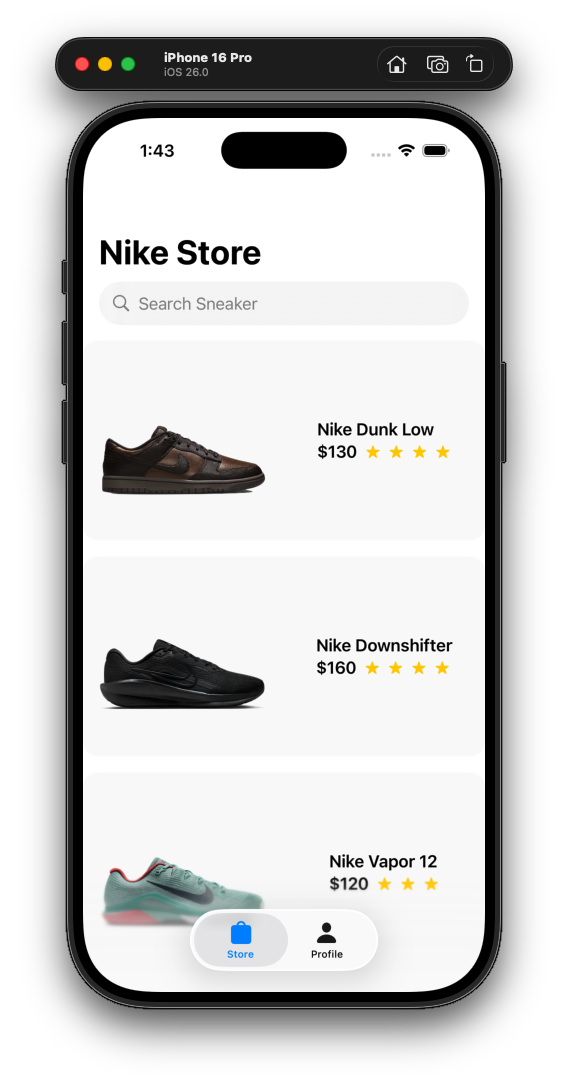 iPhone 16 Pro
iOS 26.0
1:43
Nike Store
Search Sneaker
Nike Dunk Low
$130
Nike Downshifter
$160
Nike Vapor 12
$120
Store
Profile